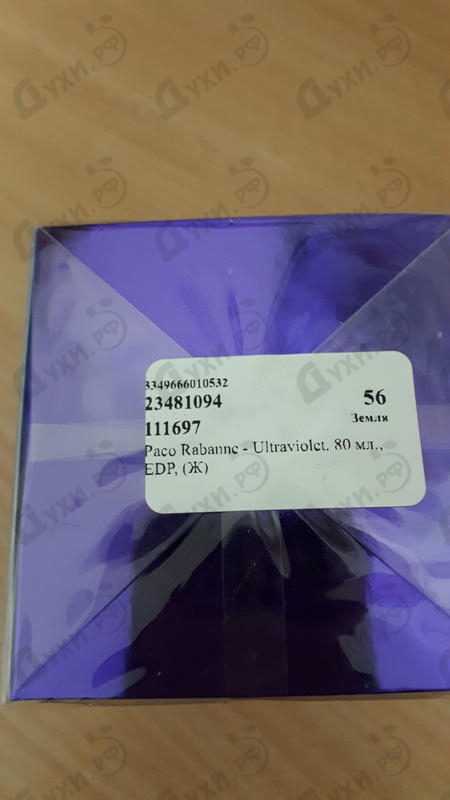 3349666010532
23481094 56
111697 Земля
Paco Rabanne - Ultraviolet. 80 мл.,
EDP, (Ж)
Духи.рф